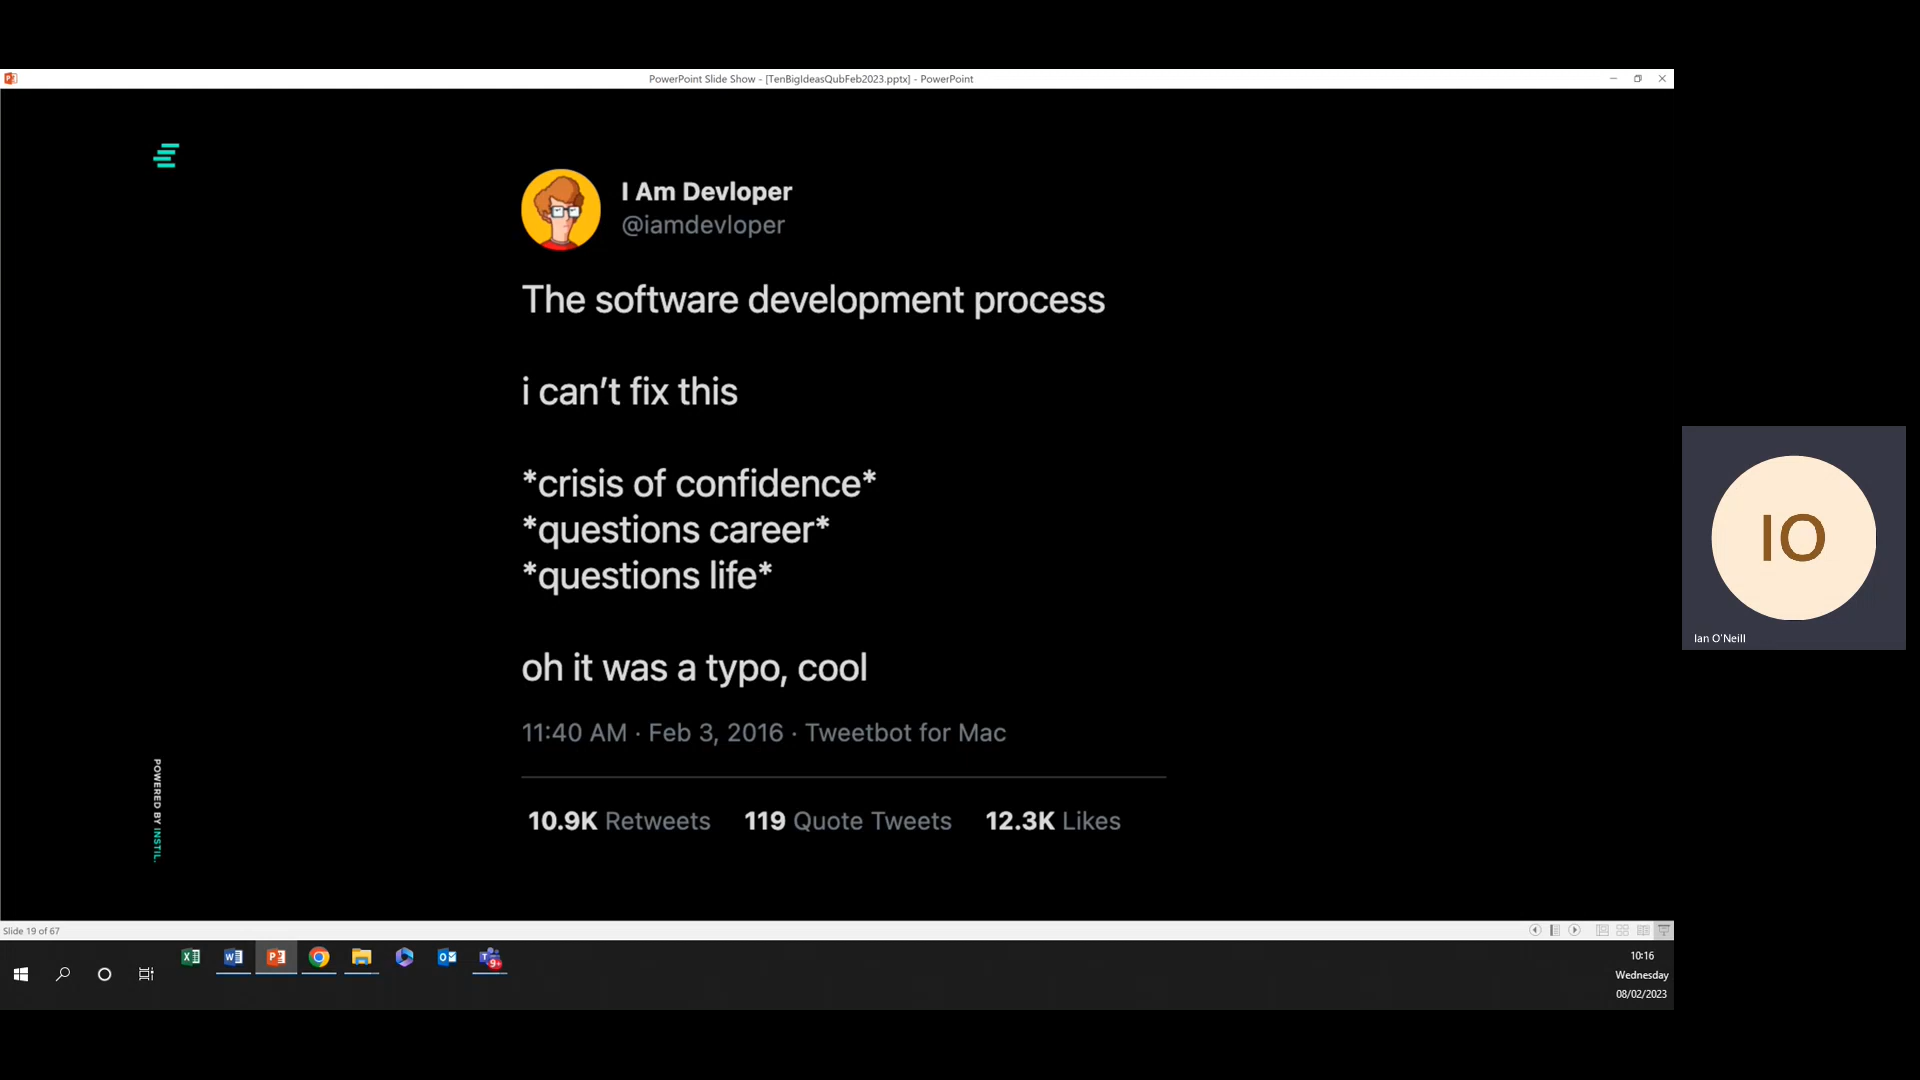 PowerPoint Slide Show - [TenBigIdeasQubFeb2023.pptx] - PowerPoint
I Am Devloper
@iamdevloper
The software development process
i can’t fix this
*crisis of confidence*
*questions career*
*questions life*
oh it was a typo, cool
11:40 AM · Feb 3, 2016 · Tweetbot for Mac
10.9K Retweets 119 Quote Tweets 12.3K Likes
POWERED BY INSTIL.
IO
Ian O'Neill
Slide 19 of 67
9+
10:16
Wednesday
08/02/2023